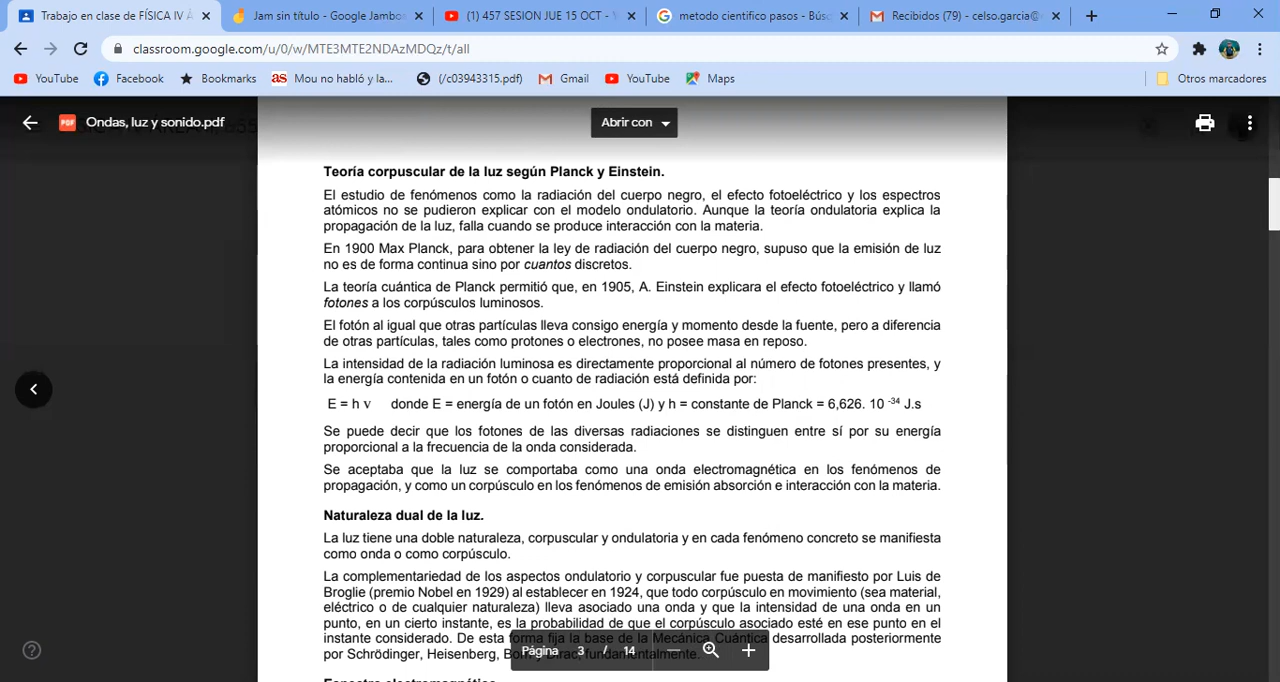 Trabajo en clase de FÍSICA IV Á
Jam sin título - Google Jambo
(1) 457 SESION JUE 15 OCT - 
metodo cientifico pasos - Bús
Recibidos (79) - celso.garcia@
classroom.google.com/u/0/w/MTE3MTE2NDAzMDQz/t/all
YouTube
Facebook
Bookmarks
as Mou no habló y la...
(/c03943315.pdf)
Gmail
YouTube
Maps
Otros marcadores
PDF Ondas, luz y sonido.pdf
Abrir con
Teoría corpuscular de la luz según Planck y Einstein.
El estudio de fenómenos como la radiación del cuerpo negro, el efecto fotoeléctrico y los espectros
atómicos no se pudieron explicar con el modelo ondulatorio. Aunque la teoría ondulatoria explica la
propagación de la luz, falla cuando se produce interacción con la materia.
En 1900 Max Planck, para obtener la ley de radiación del cuerpo negro, supuso que la emisión de luz
no es de forma continua sino por cuantos discretos.
La teoría cuántica de Planck permitió que, en 1905, A. Einstein explicara el efecto fotoeléctrico y llamó
fotones a los corpúsculos luminosos.
El fotón al igual que otras partículas lleva consigo energía y momento desde la fuente, pero a diferencia
de otras partículas, tales como protones o electrones, no posee masa en reposo.
La intensidad de la radiación luminosa es directamente proporcional al número de fotones presentes, y
la energía contenida en un fotón o cuanto de radiación está definida por:
E = h ν donde E = energía de un fotón en Joules (J) y h = constante de Planck = 6,626. 10 -34 J.s
Se puede decir que los fotones de las diversas radiaciones se distinguen entre sí por su energía
proporcional a la frecuencia de la onda considerada.
Se aceptaba que la luz se comportaba como una onda electromagnética en los fenómenos de
propagación, y como un corpúsculo en los fenómenos de emisión absorción e interacción con la materia.
Naturaleza dual de la luz.
La luz tiene una doble naturaleza, corpuscular y ondulatoria y en cada fenómeno concreto se manifiesta
como onda o como corpúsculo.
La complementariedad de los aspectos ondulatorio y corpuscular fue puesta de manifiesto por Luis de
Broglie (premio Nobel en 1929) al establecer en 1924, que todo corpúsculo en movimiento (sea material,
eléctrico o de cualquier naturaleza) lleva asociado una onda y que la intensidad de una onda en un
punto, en un cierto instante, es la probabilidad de que el corpúsculo asociado esté en ese punto en el
instante considerado. De esta forma fija la base de la Mecánica Cuántica desarrollada posteriormente
por Schrödinger, Heisenberg, Born y Dirac, fundamentalmente.
Página 3 / 14